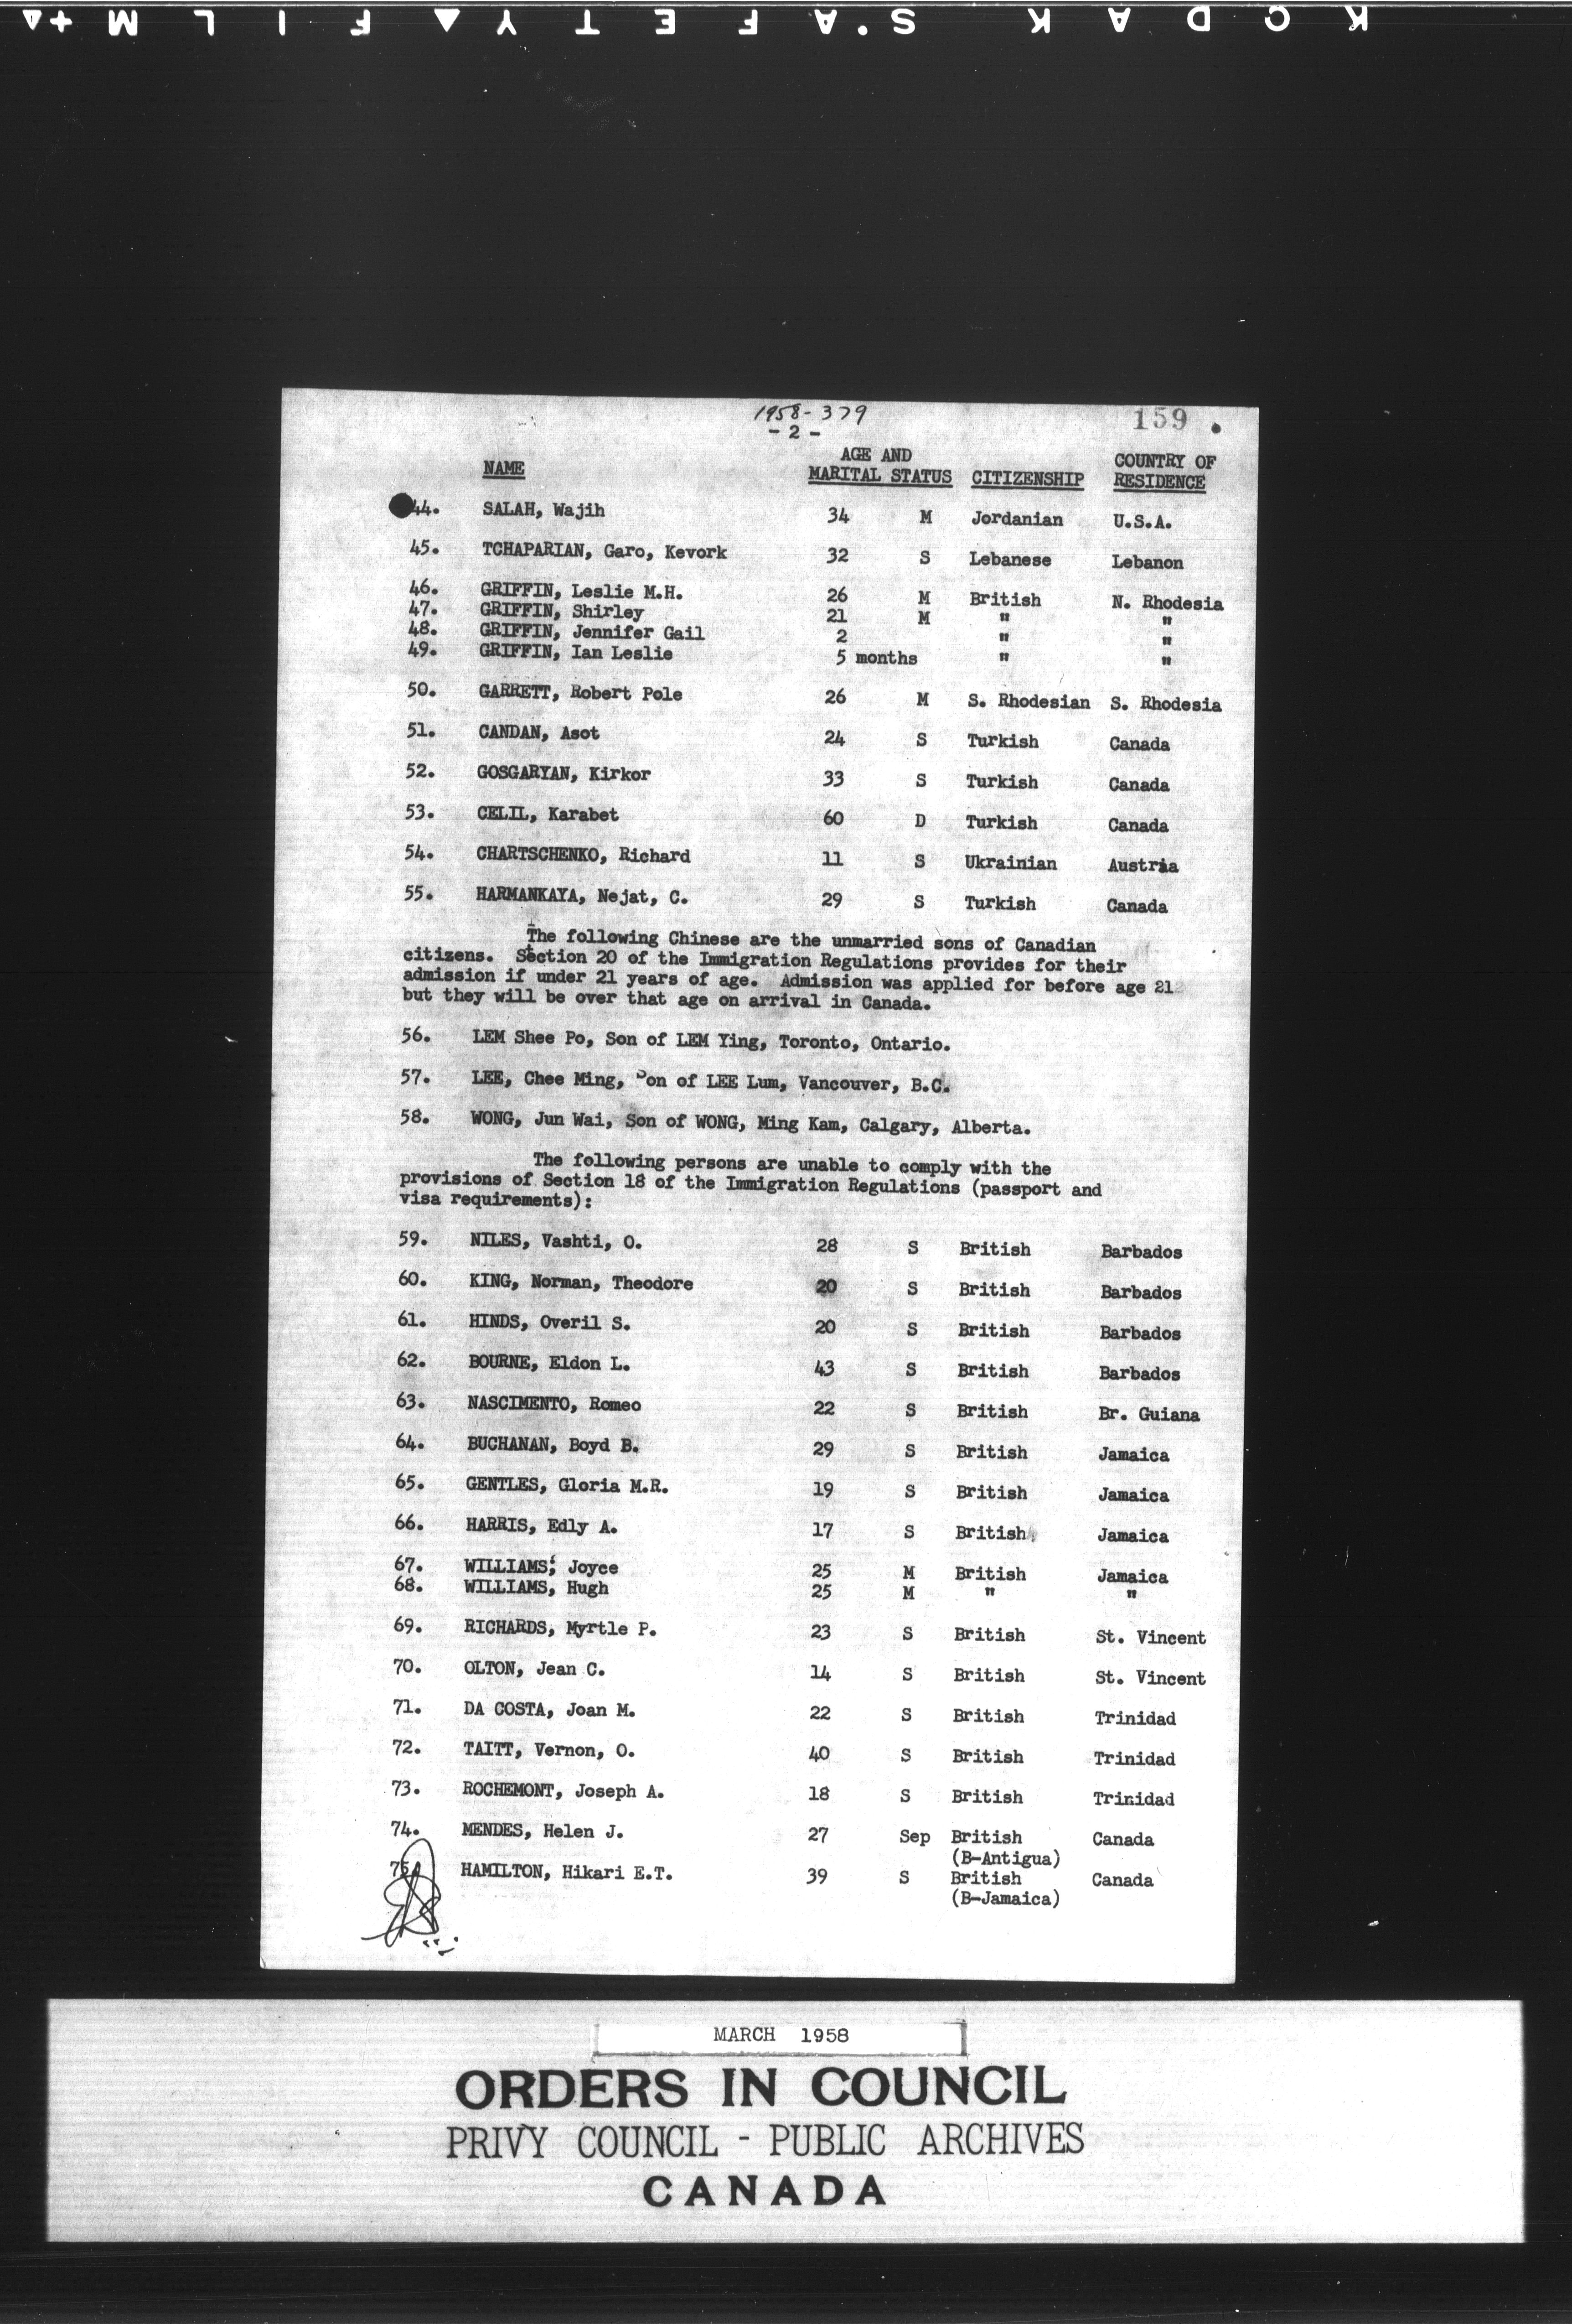 KODAK SAFETY ▲ FILM
1958-379
159
- 2 -
NAME AGE AND MARITAL STATUS CITIZENSHIP COUNTRY OF RESIDENCE
44. SALAH, Wajih 34 M Jordanian U.S.A.
45. TCHAPARIAN, Garo, Kevork 32 S Lebanese Lebanon
46. GRIFFIN, Leslie M.H. 26 M British N. Rhodesia
47. GRIFFIN, Shirley 21 M " "
48. GRIFFIN, Jennifer Gail 2 " "
49. GRIFFIN, Ian Leslie 5 months " "
50. GARRETT, Robert Pole 26 M S. Rhodesian S. Rhodesia
51. CANDAN, Asot 24 S Turkish Canada
52. GOSGARYAN, Kirkor 33 S Turkish Canada
53. CELIL, Karabet 60 D Turkish Canada
54. CHARTSCHENKO, Richard 11 S Ukrainian Austria
55. HARMANKAYA, Nejat, C. 29 S Turkish Canada
The following Chinese are the unmarried sons of Canadian
citizens. Section 20 of the Immigration Regulations provides for their
admission if under 21 years of age. Admission was applied for before age 21
but they will be over that age on arrival in Canada.
56. LEM Shee Po, Son of LEM Ying, Toronto, Ontario.
57. LEE, Chee Ming, Son of LEE Lum, Vancouver, B.C.
58. WONG, Jun Wai, Son of WONG, Ming Kam, Calgary, Alberta.
The following persons are unable to comply with the
provisions of Section 18 of the Immigration Regulations (passport and
visa requirements):
59. NILES, Vashti, O. 28 S British Barbados
60. KING, Norman, Theodore 20 S British Barbados
61. HINDS, Overil S. 20 S British Barbados
62. BOURNE, Eldon L. 43 S British Barbados
63. NASCIMENTO, Romeo 22 S British Br. Guiana
64. BUCHANAN, Boyd B. 29 S British Jamaica
65. GENTLES, Gloria M.R. 19 S British Jamaica
66. HARRIS, Edly A. 17 S British Jamaica
67. WILLIAMS, Joyce 25 M British Jamaica
68. WILLIAMS, Hugh 25 M " "
69. RICHARDS, Myrtle P. 23 S British St. Vincent
70. OLTON, Jean C. 14 S British St. Vincent
71. DA COSTA, Joan M. 22 S British Trinidad
72. TAITT, Vernon, O. 40 S British Trinidad
73. ROCHEMONT, Joseph A. 18 S British Trinidad
74. MENDES, Helen J. 27 Sep British Canada
(B-Antigua)
75. HAMILTON, Hikari E.T. 39 S British Canada
(B-Jamaica)
MARCH 1958
ORDERS IN COUNCIL
PRIVY COUNCIL - PUBLIC ARCHIVES
CANADA